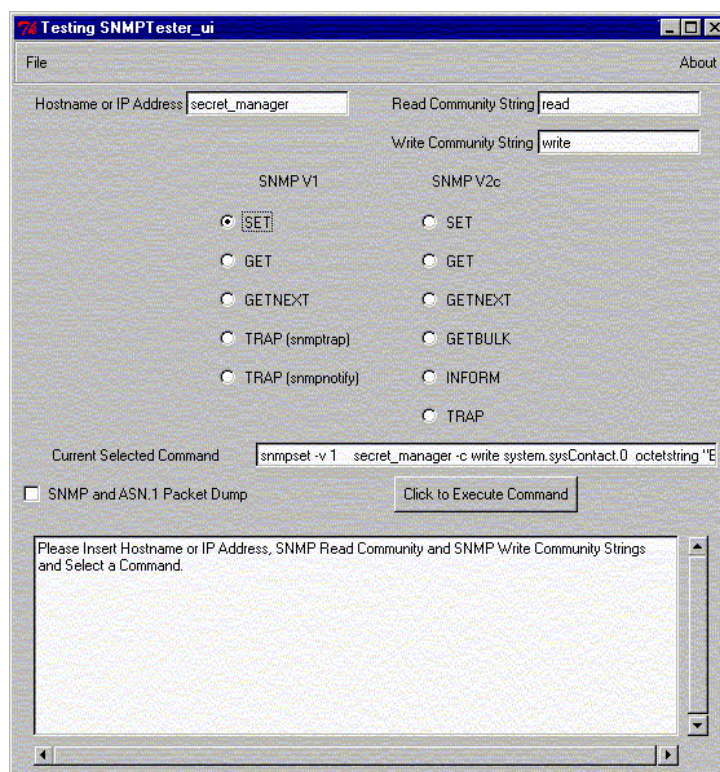 Testing SNMPTester_ui
File About
Hostname or IP Address secret_manager Read Community String read
Write Community String write
SNMP V1 SNMP V2c
SET SET
GET GET
GETNEXT GETNEXT
TRAP (snmptrap) GETBULK
TRAP (snmpnotify) INFORM
TRAP
Current Selected Command snmpset -v 1 secret_manager -c write system.sysContact.0 octetstring "E
SNMP and ASN.1 Packet Dump Click to Execute Command
Please Insert Hostname or IP Address, SNMP Read Community and SNMP Write Community Strings
and Select a Command.